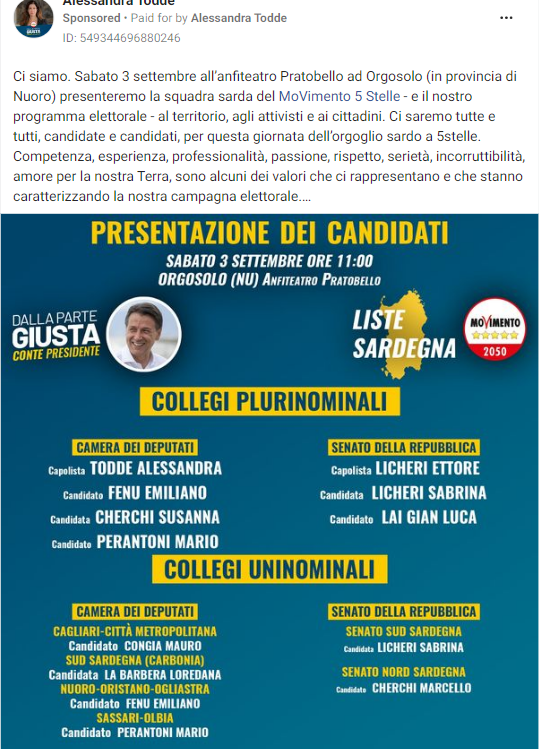 Alessandra Todde
Sponsored • Paid for by Alessandra Todde
ID: 549344696880246
Ci siamo. Sabato 3 settembre all'anfiteatro Pratobello ad Orgosolo (in provincia di
Nuoro) presenteremo la squadra sarda del MoVimento 5 Stelle - e il nostro
programma elettorale - al territorio, agli attivisti e ai cittadini. Ci saremo tutte e
tutti, candidate e candidati, per questa giornata dell'orgoglio sardo a 5stelle.
Competenza, esperienza, professionalità, passione, rispetto, serietà, incorruttibilità,
amore per la nostra Terra, sono alcuni dei valori che ci rappresentano e che stanno
caratterizzando la nostra campagna elettorale....
PRESENTAZIONE DEI CANDIDATI
SABATO 3 SETTEMBRE ORE 11:00
ORGOSOLO (NU) ANFITEATRO PRATOBELLO
DALLA PARTE
GIUSTA
CONTE PRESIDENTE
LISTE
SARDEGNA
MOVIMENTO
2050
COLLEGI PLURINOMINALI
CAMERA DEI DEPUTATI
Capolista TODDE ALESSANDRA
Candidato FENU EMILIANO
Candidata CHERCHI SUSANNA
Candidato PERANTONI MARIO
SENATO DELLA REPUBBLICA
Capolista LICHERI ETTORE
Candidata LICHERI SABRINA
Candidato LAI GIAN LUCA
COLLEGI UNINOMINALI
CAMERA DEI DEPUTATI
CAGLIARI-CITTÀ METROPOLITANA
Candidato CONGIA MAURO
SUD SARDEGNA (CARBONIA)
Candidata LA BARBERA LOREDANA
NUORO-ORISTANO-OGLIASTRA
Candidato FENU EMILIANO
SASSARI-OLBIA
Candidato PERANTONI MARIO
SENATO DELLA REPUBBLICA
SENATO SUD SARDEGNA
Candidata LICHERI SABRINA
SENATO NORD SARDEGNA
Candidato CHERCHI MARCELLO